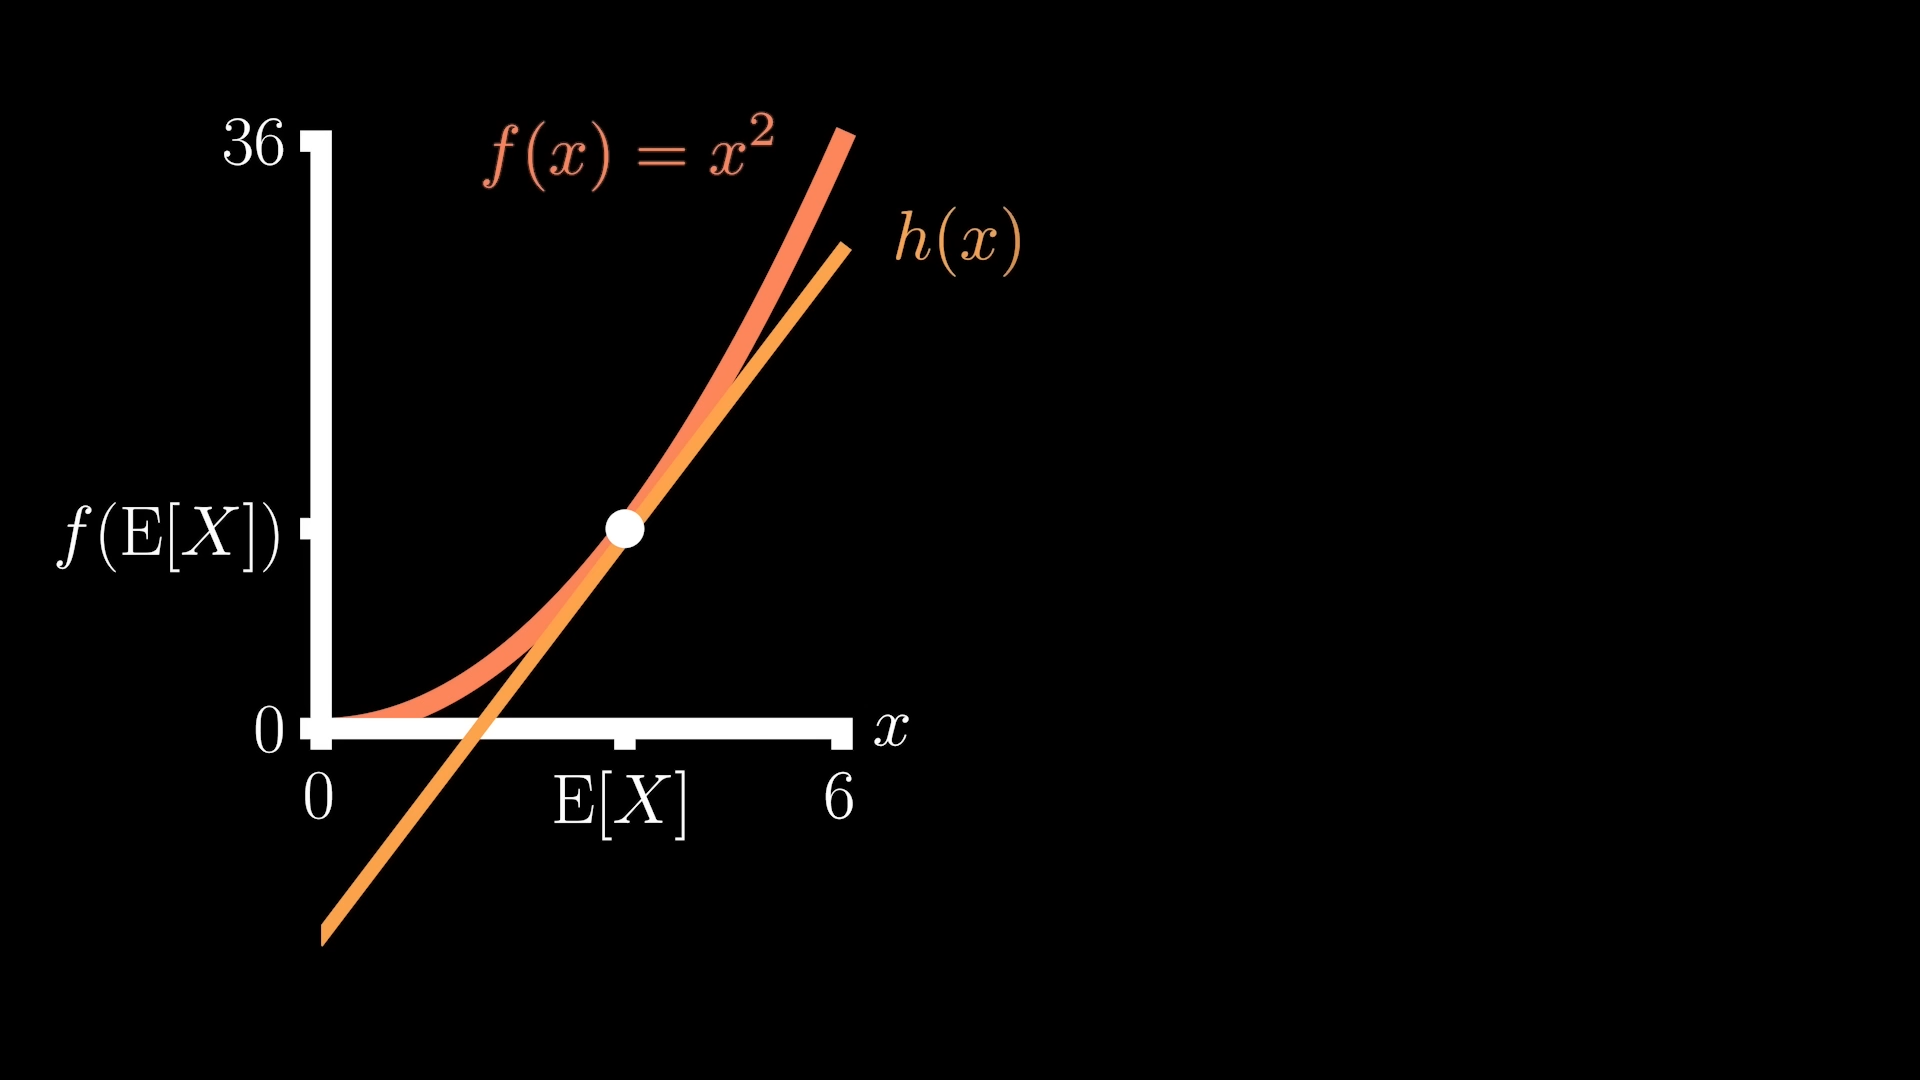 36
f(x) = x²
h(x)
f(E[X])
0
x
0
E[X]
6